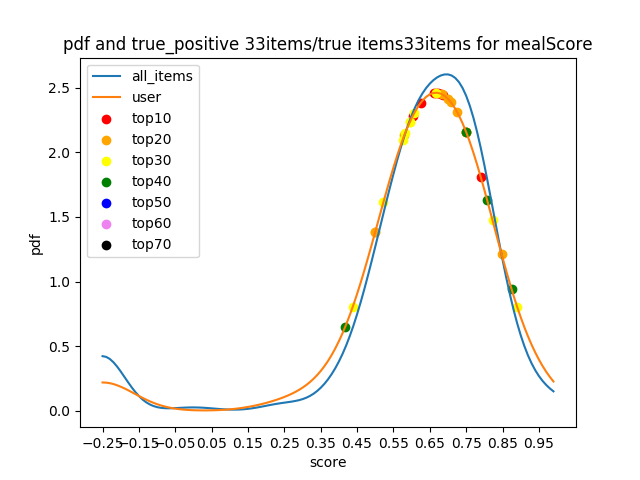 pdf and true_positive 33items/true items33items for mealScore
all_items
user
top10
top20
top30
top40
top50
top60
top70
2.5
2.0
1.5
1.0
0.5
0.0
pdf
−0.25 −0.15 −0.05 0.05 0.15 0.25 0.35 0.45 0.55 0.65 0.75 0.85 0.95
score